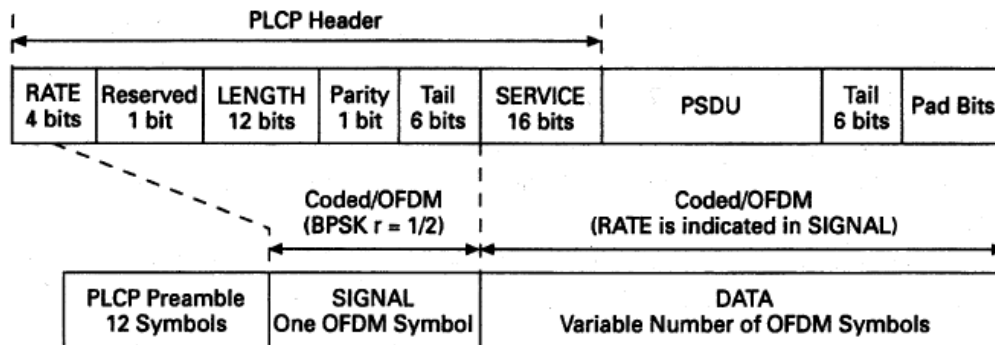 PLCP Header
RATE
4 bits
Reserved
1 bit
LENGTH
12 bits
Parity
1 bit
Tail
6 bits
SERVICE
16 bits
PSDU
Tail
6 bits
Pad Bits
Coded/OFDM
(BPSK r = 1/2)
Coded/OFDM
(RATE is indicated in SIGNAL)
PLCP Preamble
12 Symbols
SIGNAL
One OFDM Symbol
DATA
Variable Number of OFDM Symbols